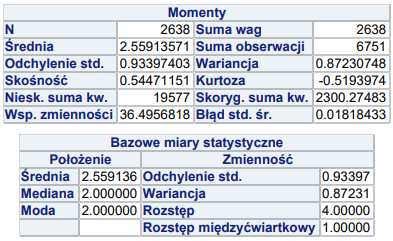 Momenty
N 2638 Suma wag 2638
Średnia 2.55913571 Suma obserwacji 6751
Odchylenie std. 0.93397403 Wariancja 0.87230748
Skośność 0.54471151 Kurtoza -0.5193974
Niesk. suma kw. 19577 Skoryg. suma kw. 2300.27483
Wsp. zmienności 36.4956818 Błąd std. śr. 0.01818433
Bazowe miary statystyczne
Położenie Zmienność
Średnia 2.559136 Odchylenie std. 0.93397
Mediana 2.000000 Wariancja 0.87231
Moda 2.000000 Rozstęp 4.00000
Rozstęp międzyćwiartkowy 1.00000